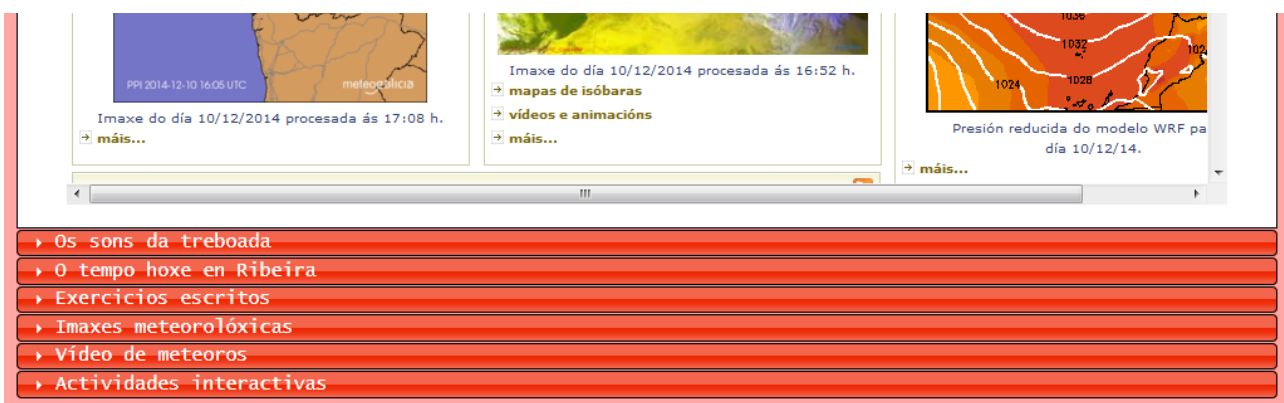 PPI 2014-12-10 16:05 UTC
meteogalicia
Imaxe do día 10/12/2014 procesada ás 17:08 h.
máis...
Imaxe do día 10/12/2014 procesada ás 16:52 h.
mapas de isóbaras
vídeos e animacións
máis...
1036
1032
102
1028
1024
Presión reducida do modelo WRF pa
día 10/12/14.
máis...
Os sons da treboada
O tempo hoxe en Ribeira
Exercicios escritos
Imaxes meteorolóxicas
Vídeo de meteoros
Actividades interactivas